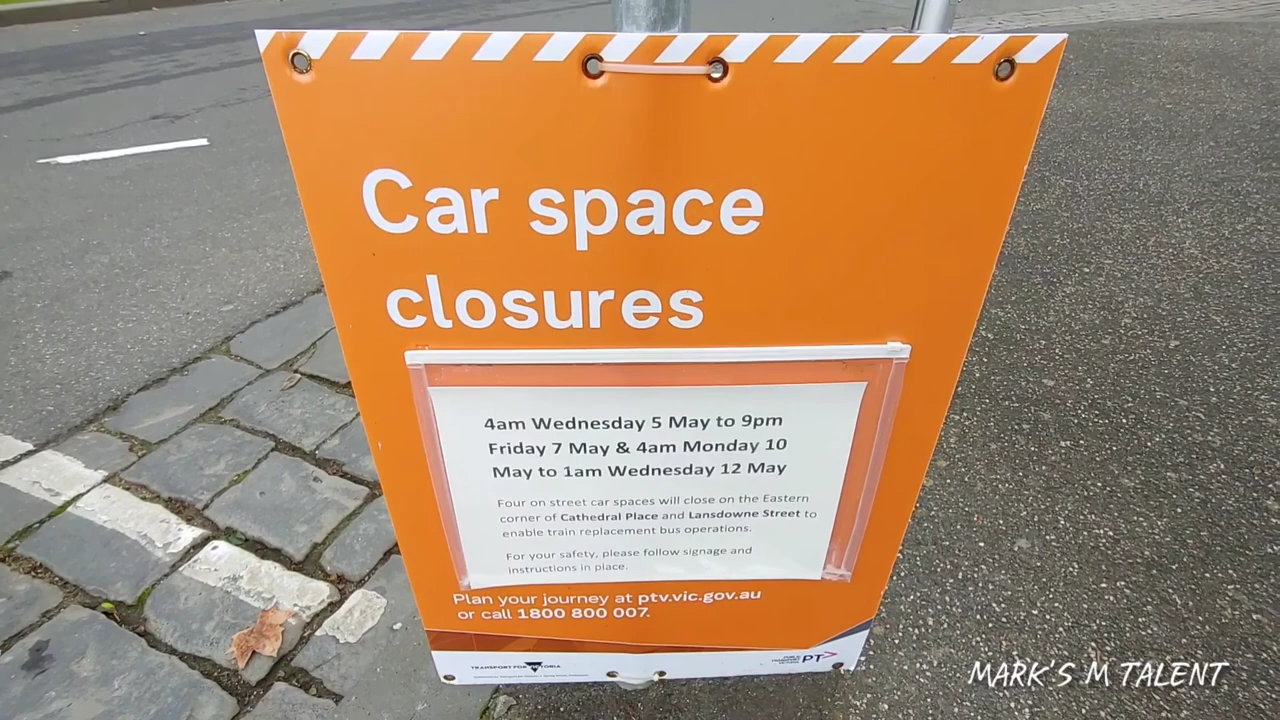 Car space
closures
4am Wednesday 5 May to 9pm
Friday 7 May & 4am Monday 10
May to 1am Wednesday 12 May
Four on street car spaces will close on the Eastern
corner of Cathedral Place and Lansdowne Street to
enable train replacement bus operations.
For your safety, please follow signage and
instructions in place.
Plan your journey at ptv.vic.gov.au
or call 1800 800 007.
TRANSPORT FOR VICTORIA
PUBLIC
TRANSPORT
VICTORIA
PT>
MARK'S M TALENT